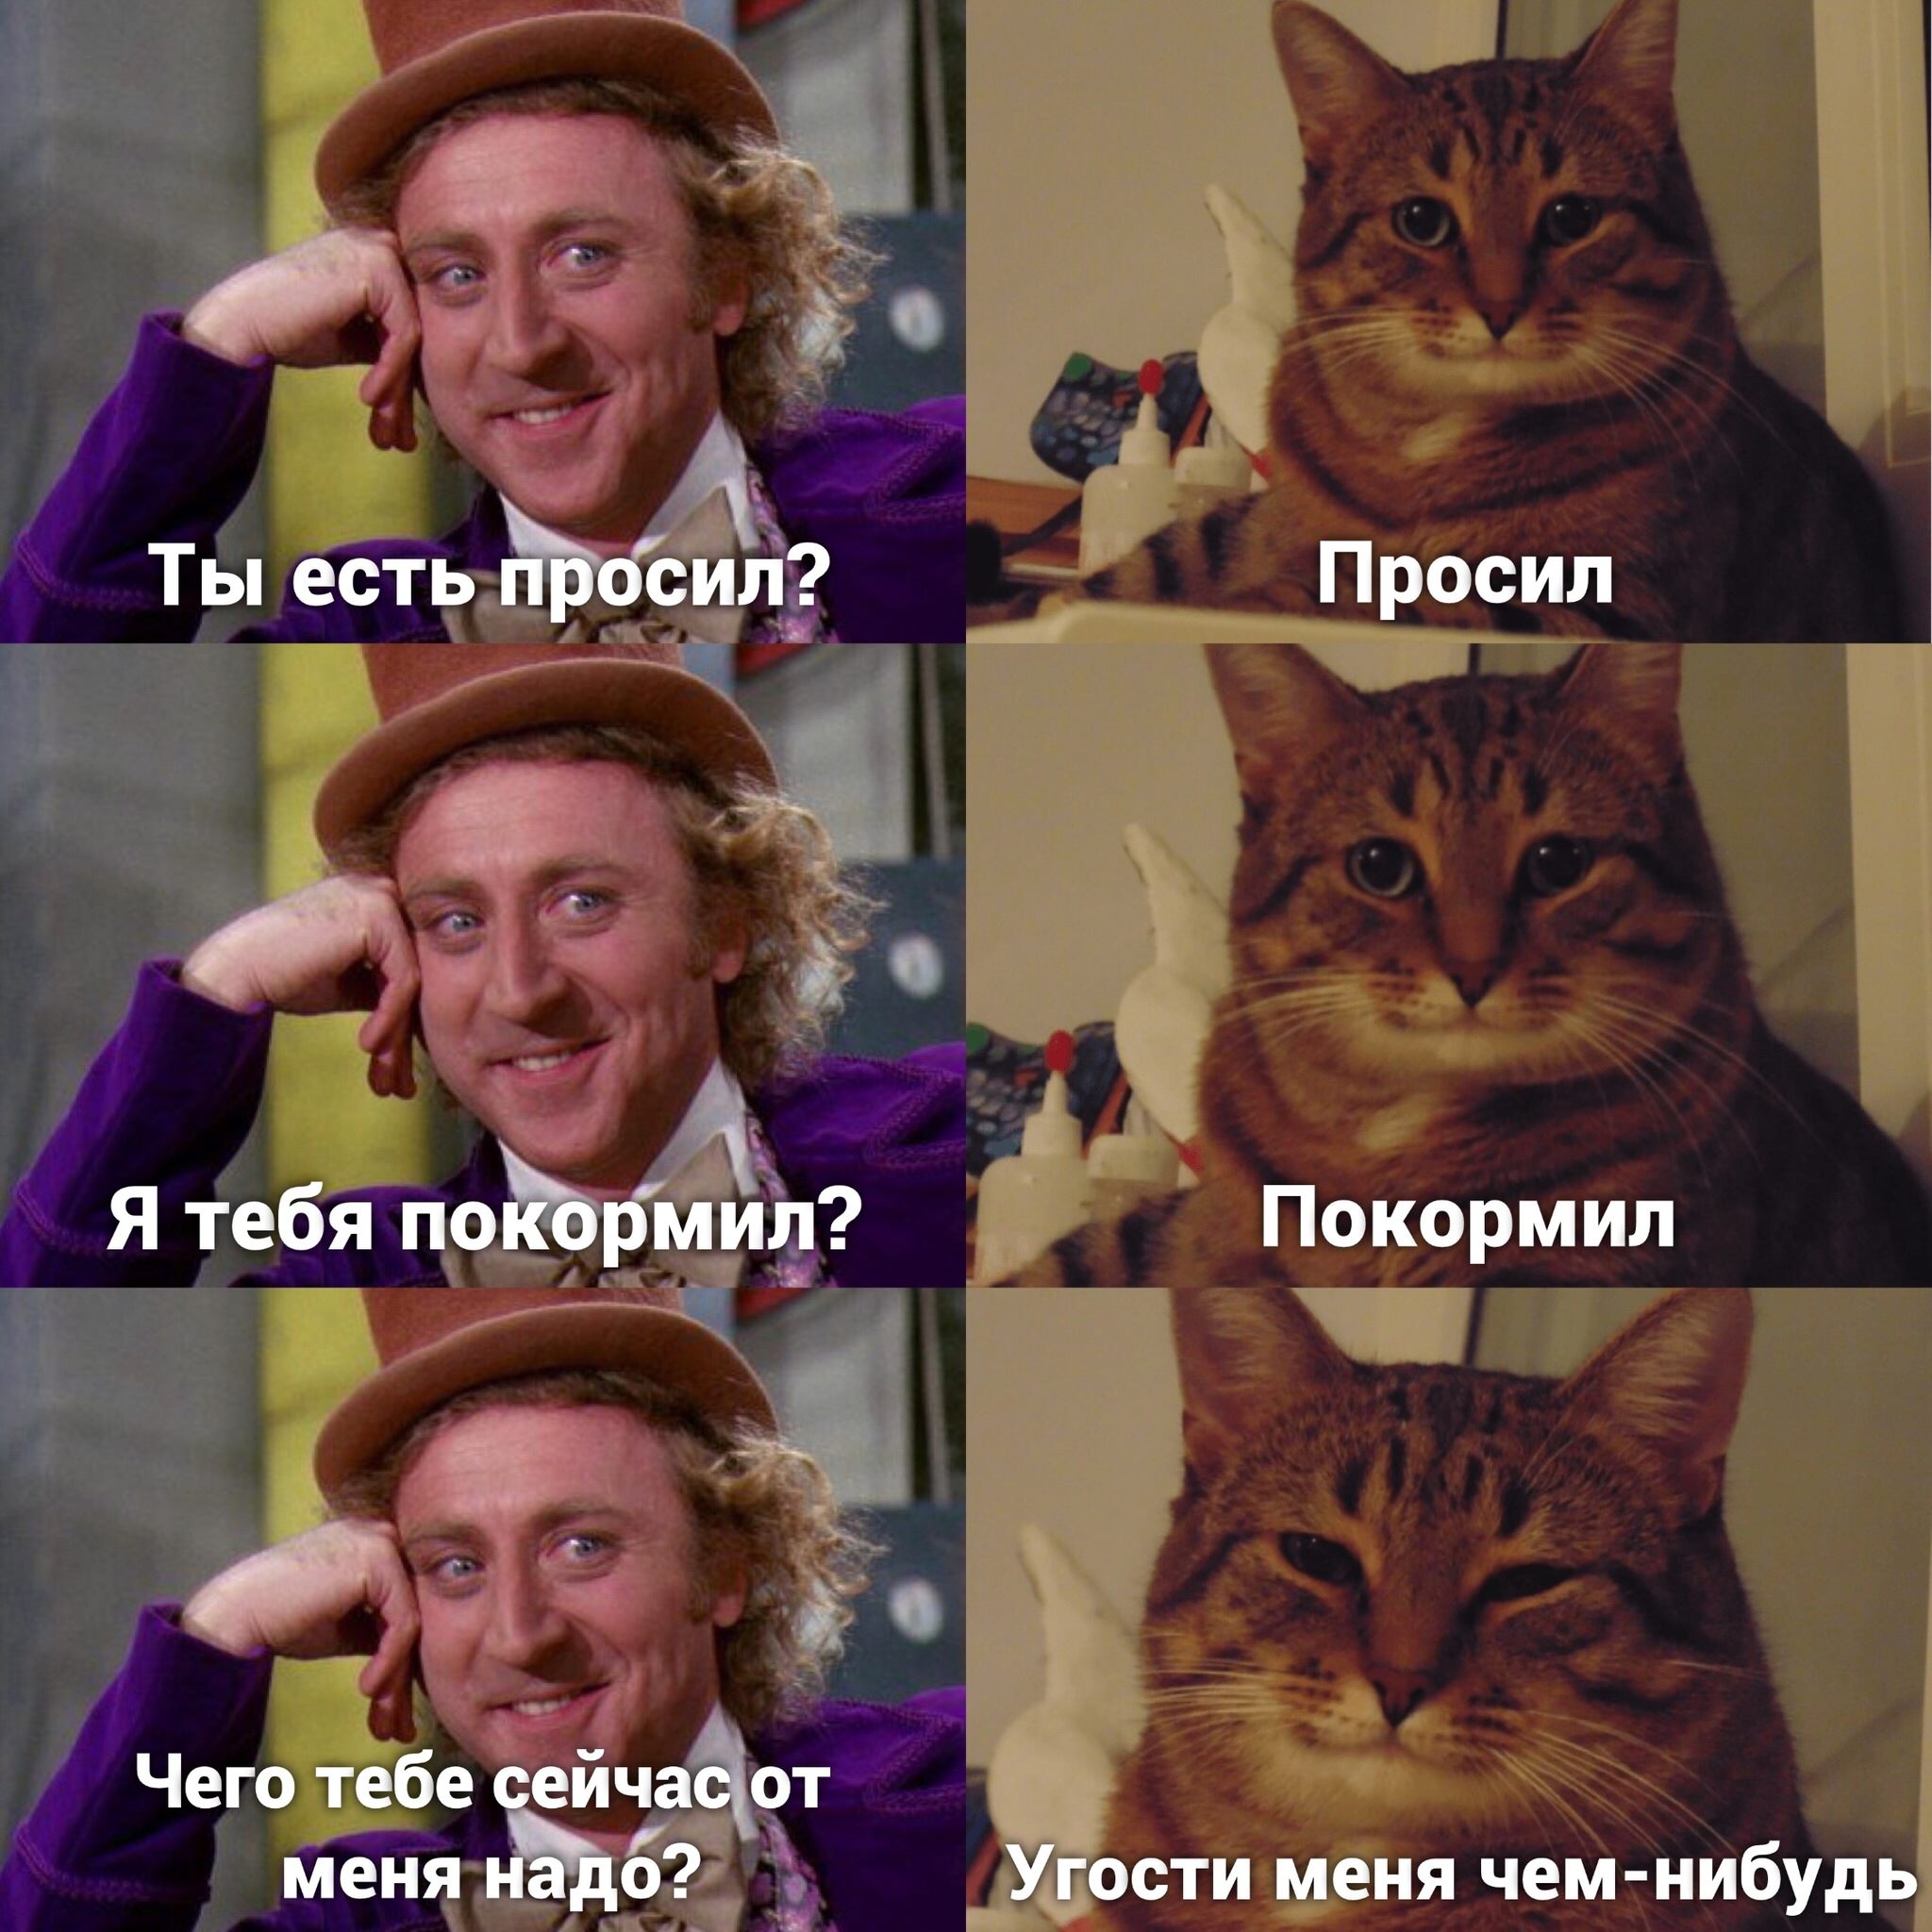 Ты есть просил?
Просил
Я тебя покормил?
Покормил
Чего тебе сейчас от
меня надо?
Угости меня чем-нибудь